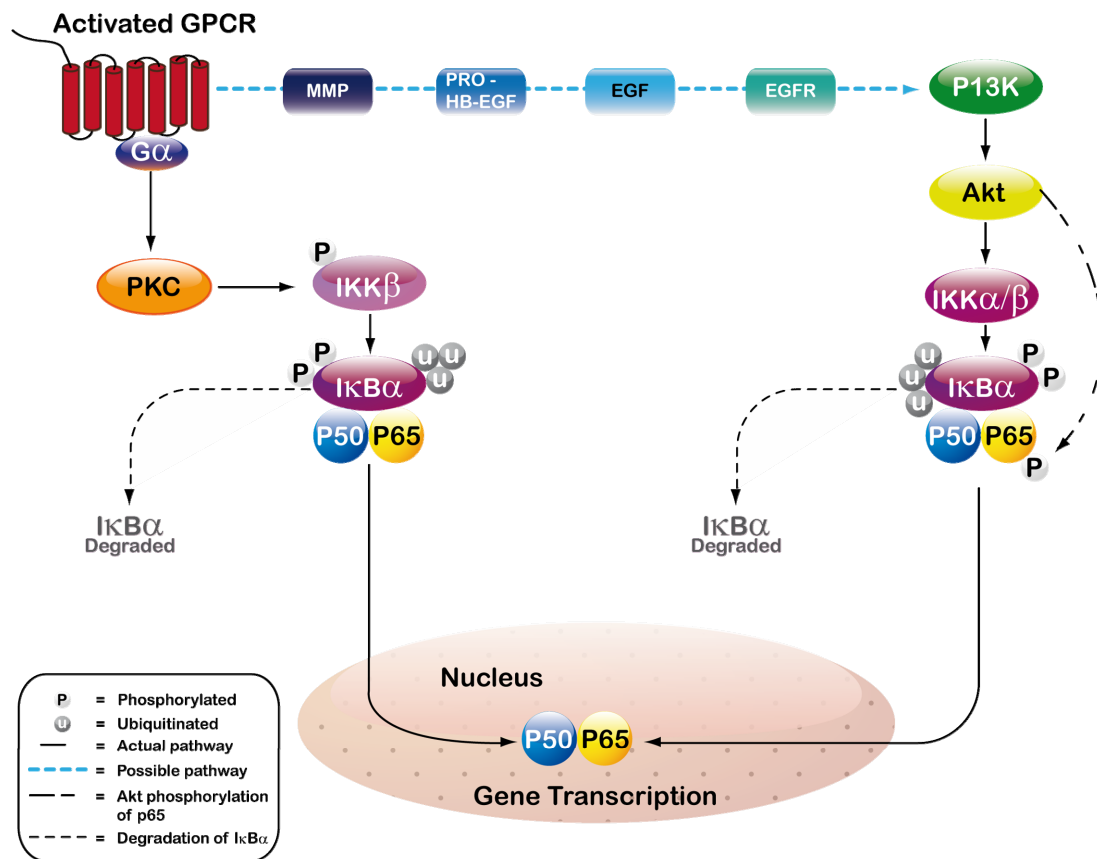 Activated GPCR
MMP
PRO -
HB-EGF
EGF
EGFR
P13K
Gα
Akt
PKC
P
IKKβ
IKKα/β
P
P
IκBα
u
u
u
P50
P65
u
u
u
IκBα
P
P
P50
P65
P
IκBα
Degraded
IκBα
Degraded
Nucleus
P50
P65
Gene Transcription
P = Phosphorylated
u = Ubiquitinated
= Actual pathway
= Possible pathway
= Akt phosphorylation
of p65
= Degradation of IκBα